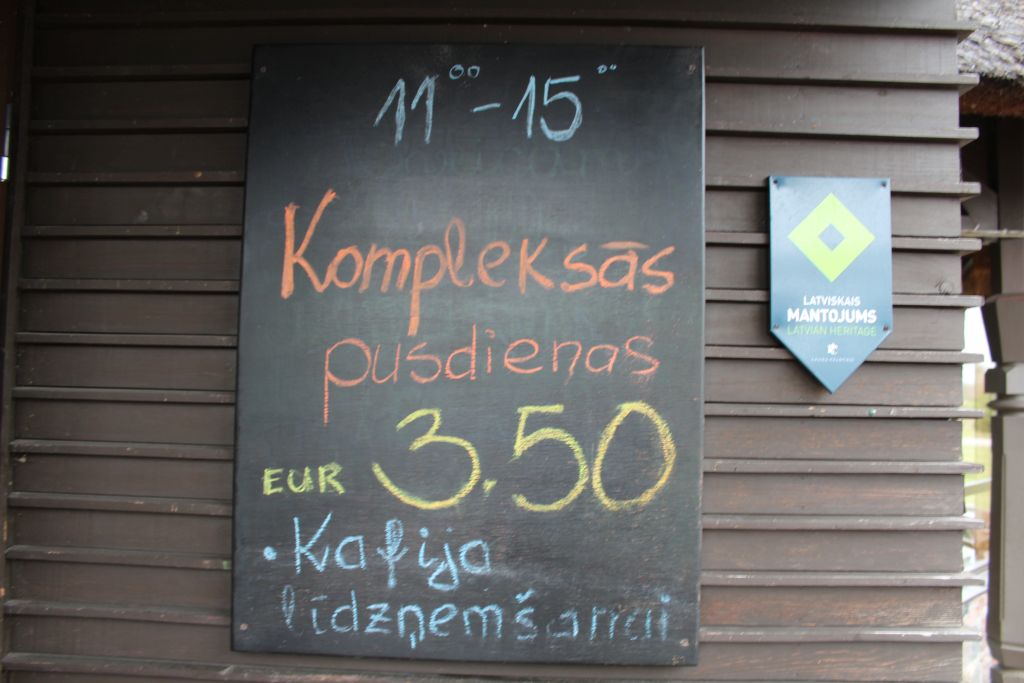 11⁰⁰ - 15⁰⁰
Kompleksās
pusdienas
EUR 3.50
• Kafija
līdzņemšanai
LATVISKAIS
MANTOJUMS
LATVIAN HERITAGE